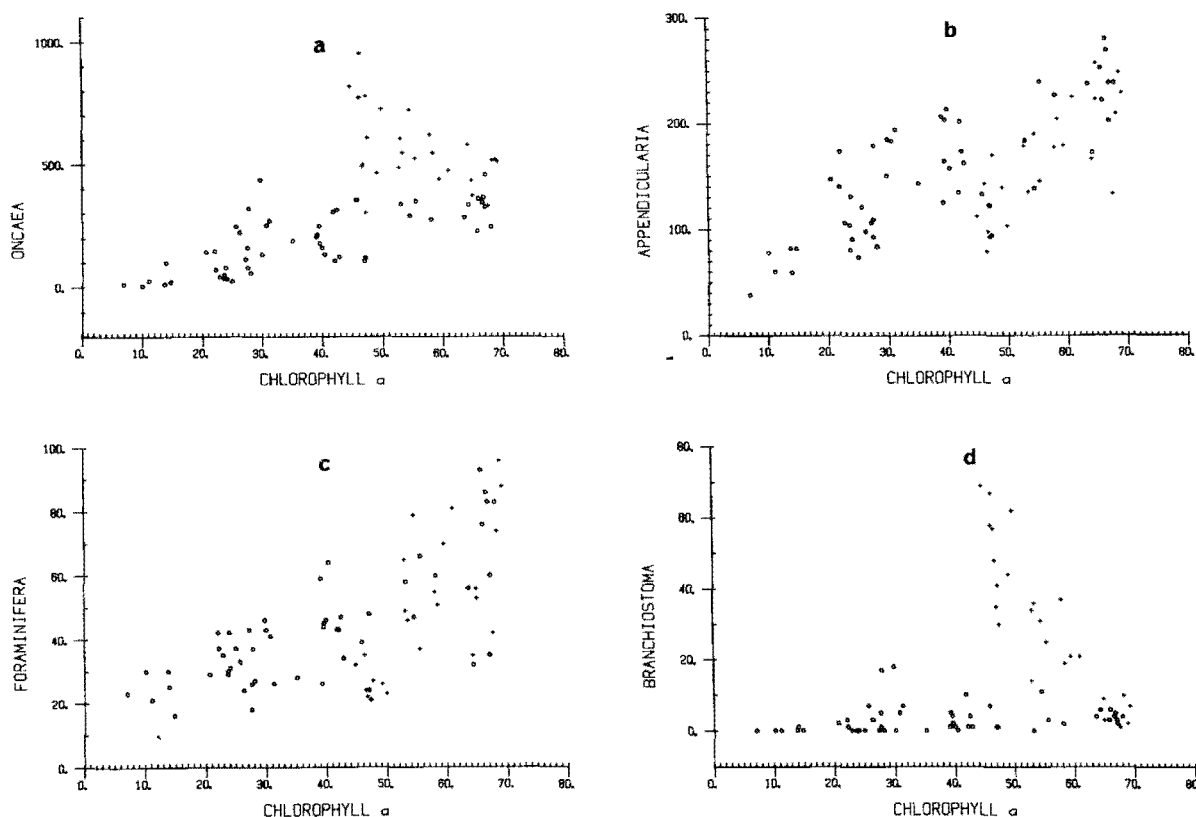 a
1000.
500.
0.
ONCAEA
0. 10. 20. 30. 40. 50. 60. 70. 80.
CHLOROPHYLL a
b
300.
200.
100.
0.
APPENDICULARIA
0. 10. 20. 30. 40. 50. 60. 70. 80.
CHLOROPHYLL a
c
100.
80.
60.
40.
20.
0.
FORAMINIFERA
0. 10. 20. 30. 40. 50. 60. 70. 80.
CHLOROPHYLL a
d
80.
60.
40.
20.
0.
BRANCHIOSTOMA
0. 10. 20. 30. 40. 50. 60. 70. 80.
CHLOROPHYLL a